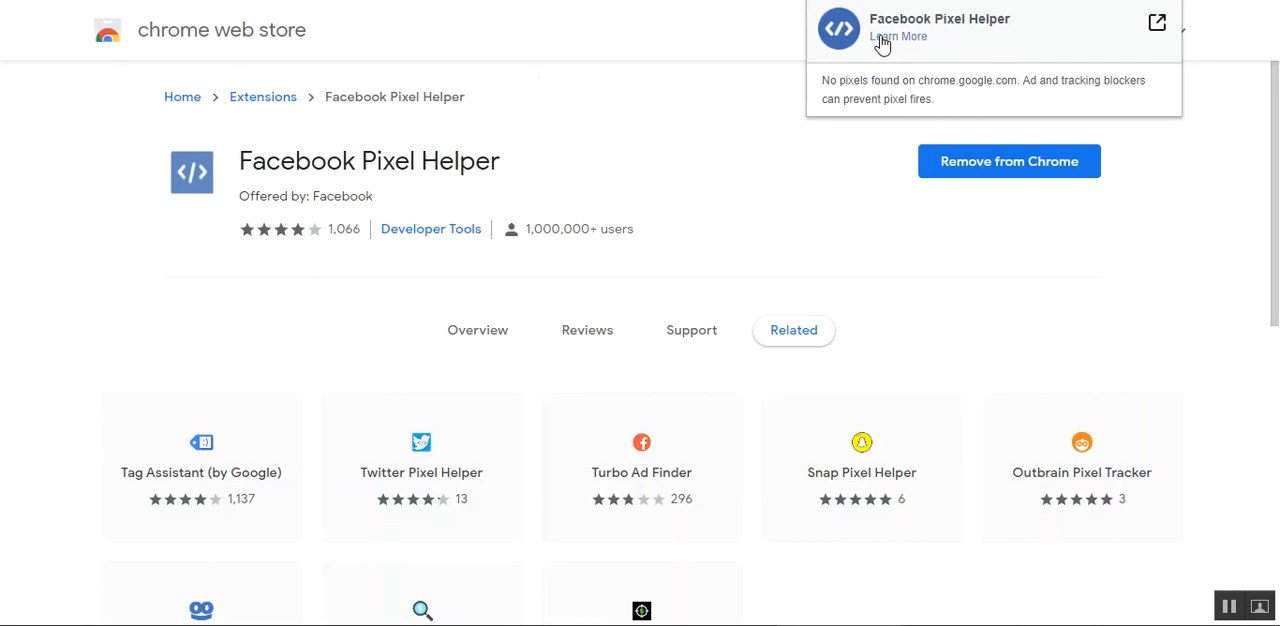 chrome web store
Facebook Pixel Helper
Learn More
No pixels found on chrome.google.com. Ad and tracking blockers
can prevent pixel fires.
Home > Extensions > Facebook Pixel Helper
</>
Facebook Pixel Helper
Remove from Chrome
Offered by: Facebook
1,066 Developer Tools 1,000,000+ users
Overview Reviews Support Related
Tag Assistant (by Google) Twitter Pixel Helper Turbo Ad Finder Snap Pixel Helper Outbrain Pixel Tracker
1,137 13 296 6 3